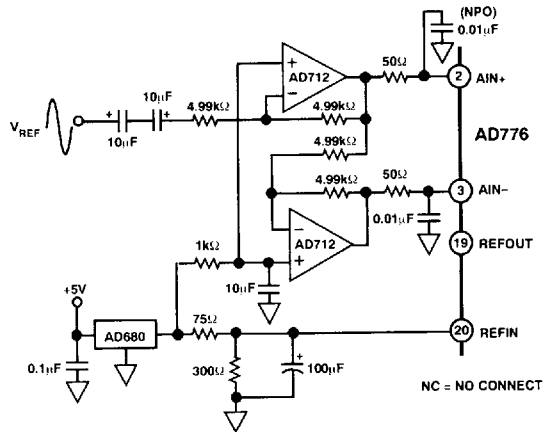 (NPO)
0.01µF
50Ω
+
AD712
−
2
AIN+
AD776
VREF
+
10µF
10µF
+
4.99kΩ
4.99kΩ
4.99kΩ
4.99kΩ
50Ω
3
AIN−
0.01µF
−
AD712
+
19
REFOUT
1kΩ
10µF
+5V
AD680
75Ω
20
REFIN
0.1µF
300Ω
+
100µF
NC = NO CONNECT